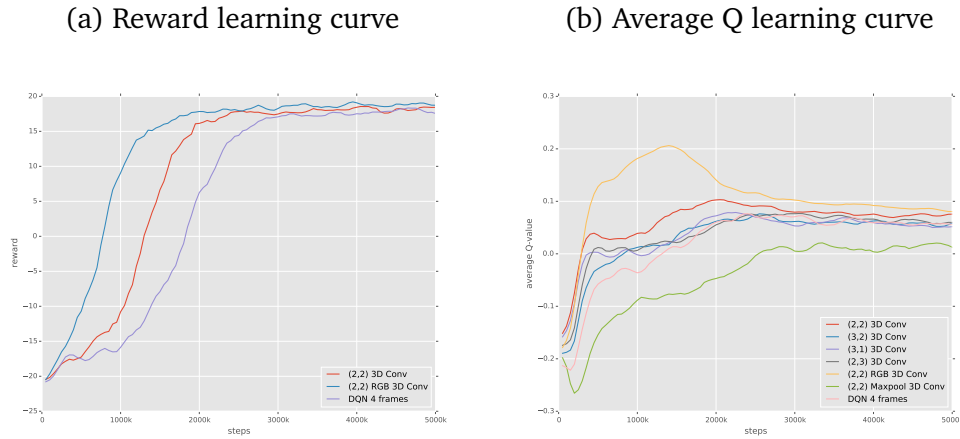 (a) Reward learning curve
(b) Average Q learning curve
20
15
10
5
0
−5
−10
−15
−20
−25
reward
0
1000k
2000k
3000k
4000k
5000k
steps
(2,2) 3D Conv
(2,2) RGB 3D Conv
DQN 4 frames
0.3
0.2
0.1
0.0
−0.1
−0.2
−0.3
average Q-value
0
1000k
2000k
3000k
4000k
5000
steps
(2,2) 3D Conv
(3,2) 3D Conv
(3,1) 3D Conv
(2,3) 3D Conv
(2,2) RGB 3D Conv
(2,2) Maxpool 3D Conv
DQN 4 frames